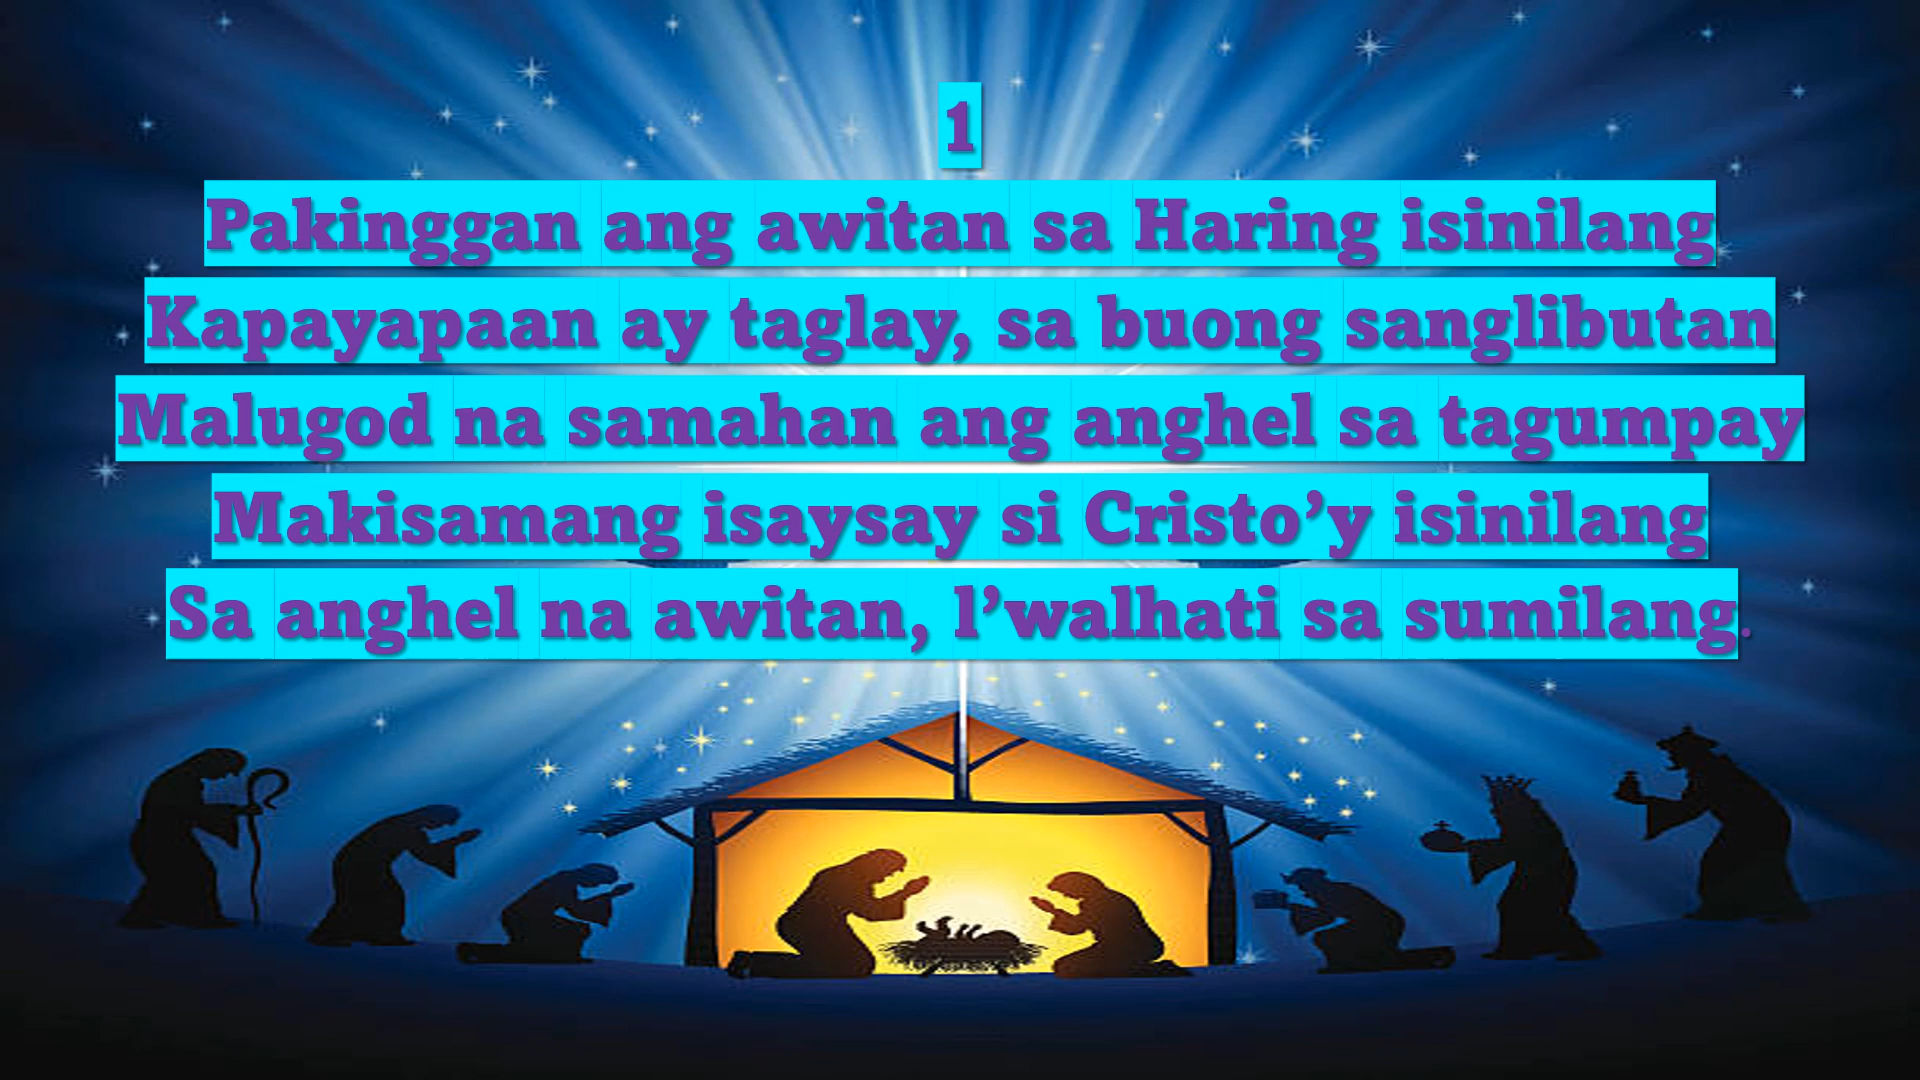 1
Pakinggan ang awitan sa Haring isinilang
Kapayapaan ay taglay, sa buong sanglibutan
Malugod na samahan ang anghel sa tagumpay
Makisamang isaysay si Cristo’y isinilang
Sa anghel na awitan, l’walhati sa sumilang.